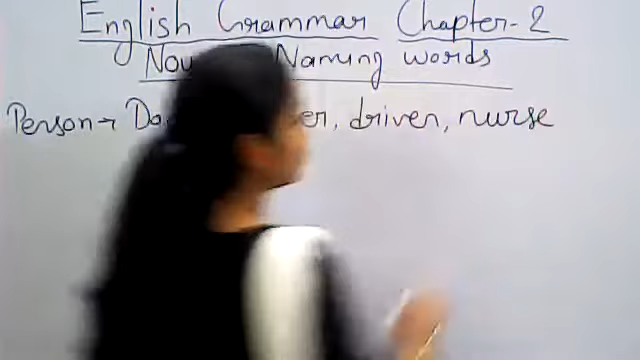 English Grammar Chapter-2
Naming words
Person→ driver, nurse